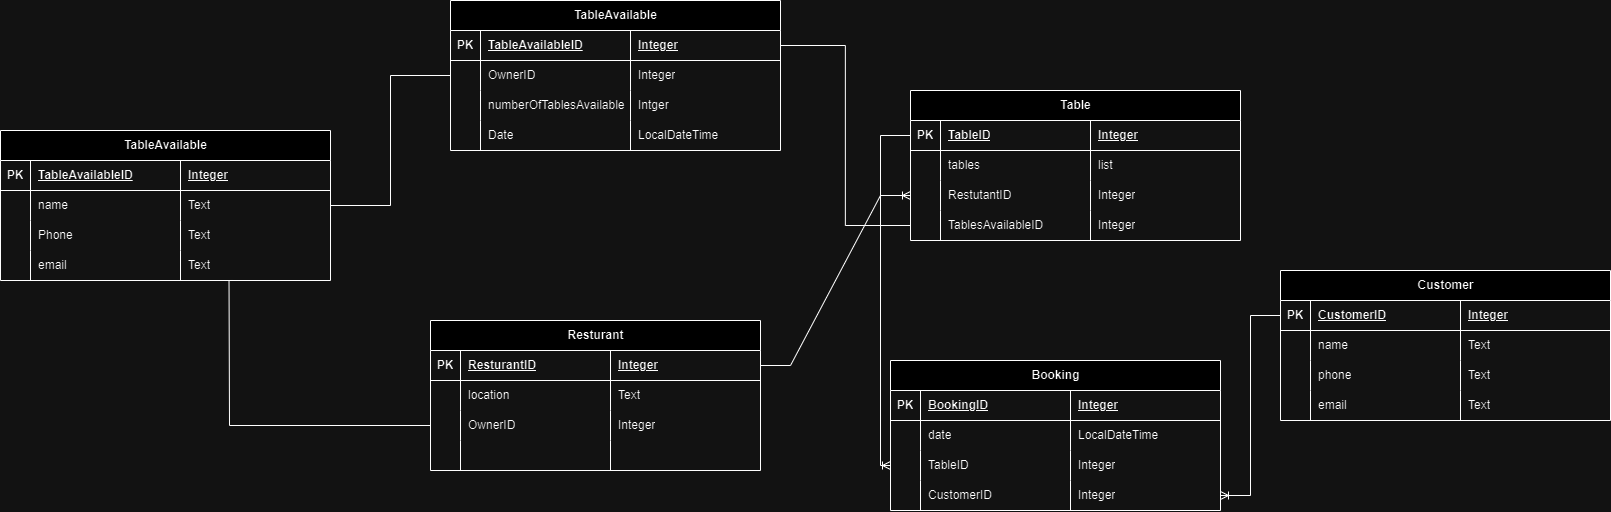 TableAvailable
PK TableAvailableID Integer
OwnerID Integer
numberOfTablesAvailable Intger
Date LocalDateTime
TableAvailable
PK TableAvailableID Integer
name Text
Phone Text
email Text
Table
PK TableID Integer
tables list
RestutantID Integer
TablesAvailableID Integer
Resturant
PK ResturantID Integer
location Text
OwnerID Integer
Booking
PK BookingID Integer
date LocalDateTime
TableID Integer
CustomerID Integer
Customer
PK CustomerID Integer
name Text
phone Text
email Text